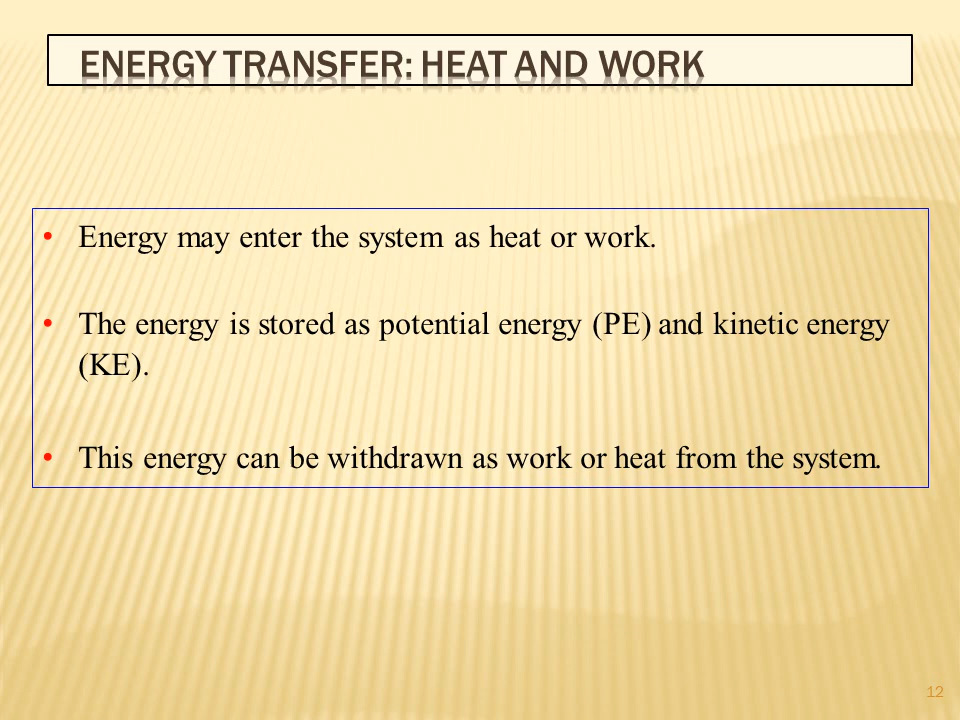 ENERGY TRANSFER: HEAT AND WORK
• Energy may enter the system as heat or work.
• The energy is stored as potential energy (PE) and kinetic energy
(KE).
• This energy can be withdrawn as work or heat from the system.
12